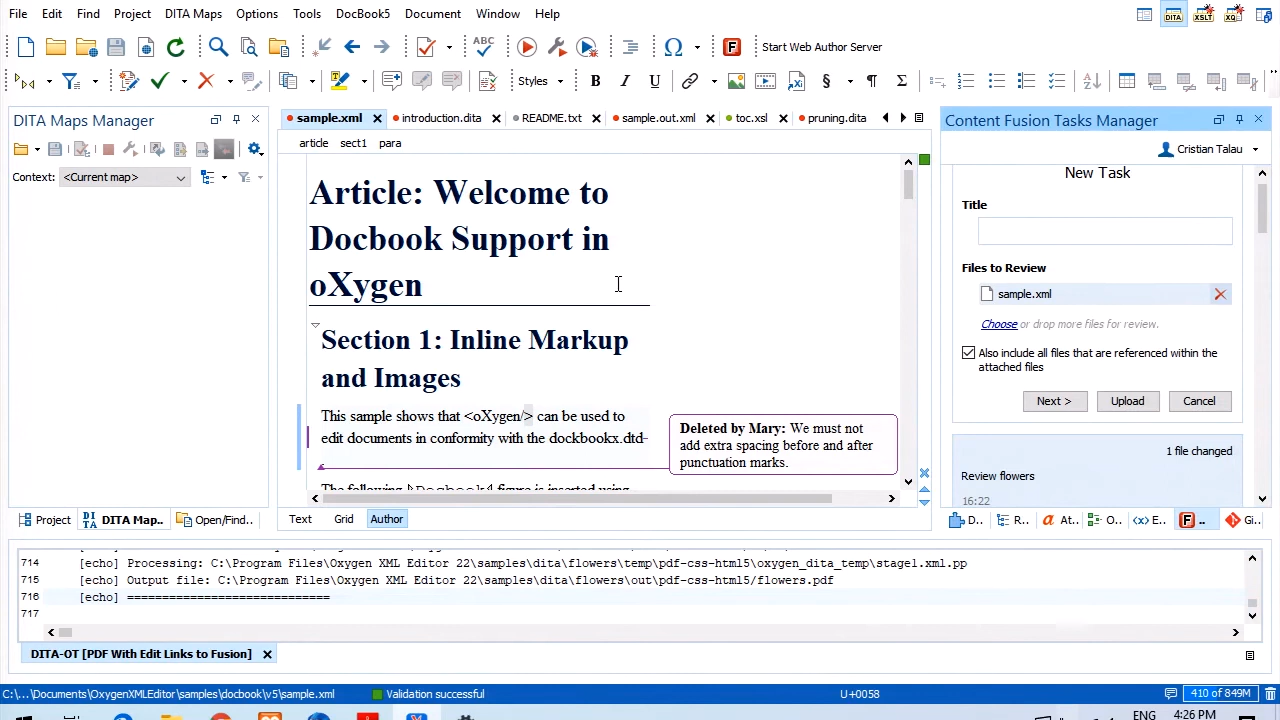 File Edit Find Project DITA Maps Options Tools DocBook5 Document Window Help
DITA XSLT XQ
ABC F Ω Start Web Author Server
Styles B I U § ¶ Σ
DITA Maps Manager
Context: <Current map>
sample.xml introduction.dita README.txt sample.out.xml toc.xsl pruning.dita
article sect1 para
Article: Welcome to
Docbook Support in
oXygen
Section 1: Inline Markup
and Images
This sample shows that <oXygen/> can be used to
edit documents in conformity with the dockbookx.dtd
Deleted by Mary: We must not
add extra spacing before and after
punctuation marks.
Text Grid Author
Content Fusion Tasks Manager
Cristian Talau
New Task
Title
Files to Review
sample.xml
Choose or drop more files for review.
Also include all files that are referenced within the
attached files
Next > Upload Cancel
1 file changed
Review flowers
16:22
Project DITA Map.. Open/Find..
D.. R.. At.. O.. <x> E.. F .. Gi..
714 [echo] Processing: C:\Program Files\Oxygen XML Editor 22\samples\dita\flowers\temp\pdf-css-html5\oxygen_dita_temp\stage1.xml.pp
715 [echo] Output file: C:\Program Files\Oxygen XML Editor 22\samples\dita\flowers\out\pdf-css-html5/flowers.pdf
716 [echo] =============================
717
DITA-OT [PDF With Edit Links to Fusion]
C:\...\Documents\OxygenXMLEditor\samples\docbook\v5\sample.xml Validation successful U+0058 410 of 849M
ENG 4:26 PM